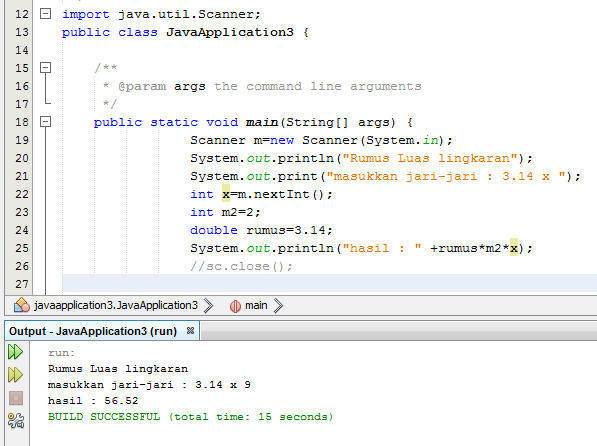 12 import java.util.Scanner;
13 public class JavaApplication3 {
14
15 /**
16 * @param args the command line arguments
17 */
18 public static void main(String[] args) {
19 Scanner m=new Scanner(System.in);
20 System.out.println("Rumus Luas lingkaran");
21 System.out.print("masukkan jari-jari : 3.14 x ");
22 int x=m.nextInt();
23 int m2=2;
24 double rumus=3.14;
25 System.out.println("hasil : " +rumus*m2*x);
26 //sc.close();
27
javaapplication3.JavaApplication3 main
Output - JavaApplication3 (run)
run:
Rumus Luas lingkaran
masukkan jari-jari : 3.14 x 9
hasil : 56.52
BUILD SUCCESSFUL (total time: 15 seconds)